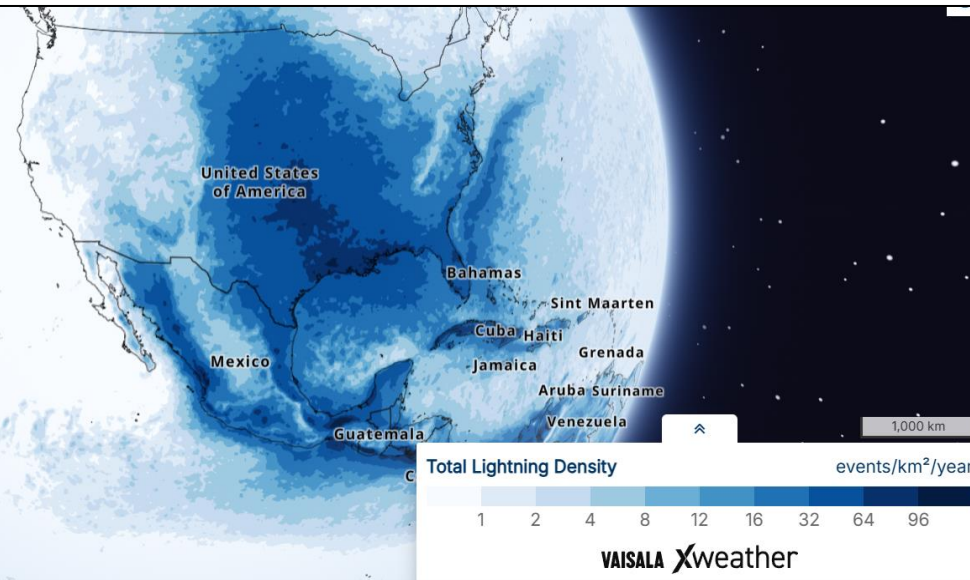 United States
of America
Bahamas
Sint Maarten
Cuba
Haiti
Mexico
Jamaica
Grenada
Aruba
Suriname
Venezuela
Guatemala
C
1,000 km
Total Lightning Density
events/km²/year
1 2 4 8 12 16 32 64 96
VAISALA Xweather